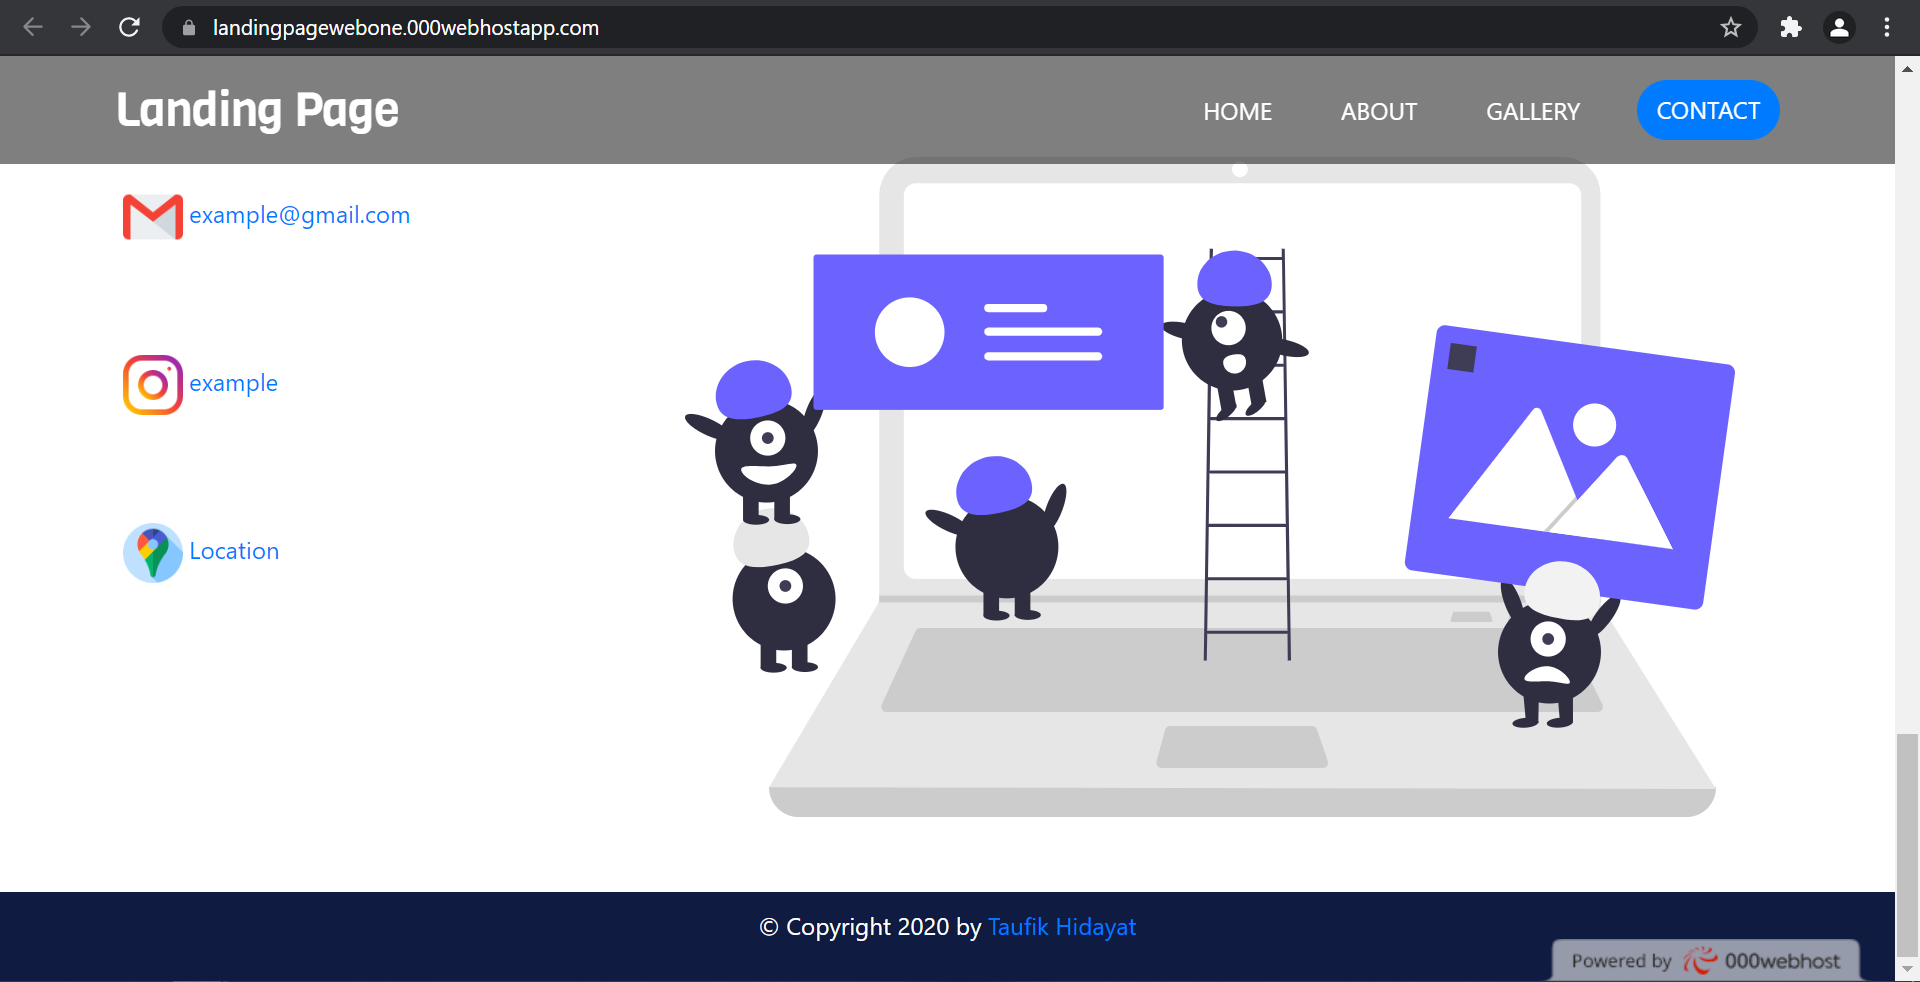 landingpagewebone.000webhostapp.com
Landing Page
HOME
ABOUT
GALLERY
CONTACT
example@gmail.com
example
Location
© Copyright 2020 by Taufik Hidayat
Powered by 000webhost